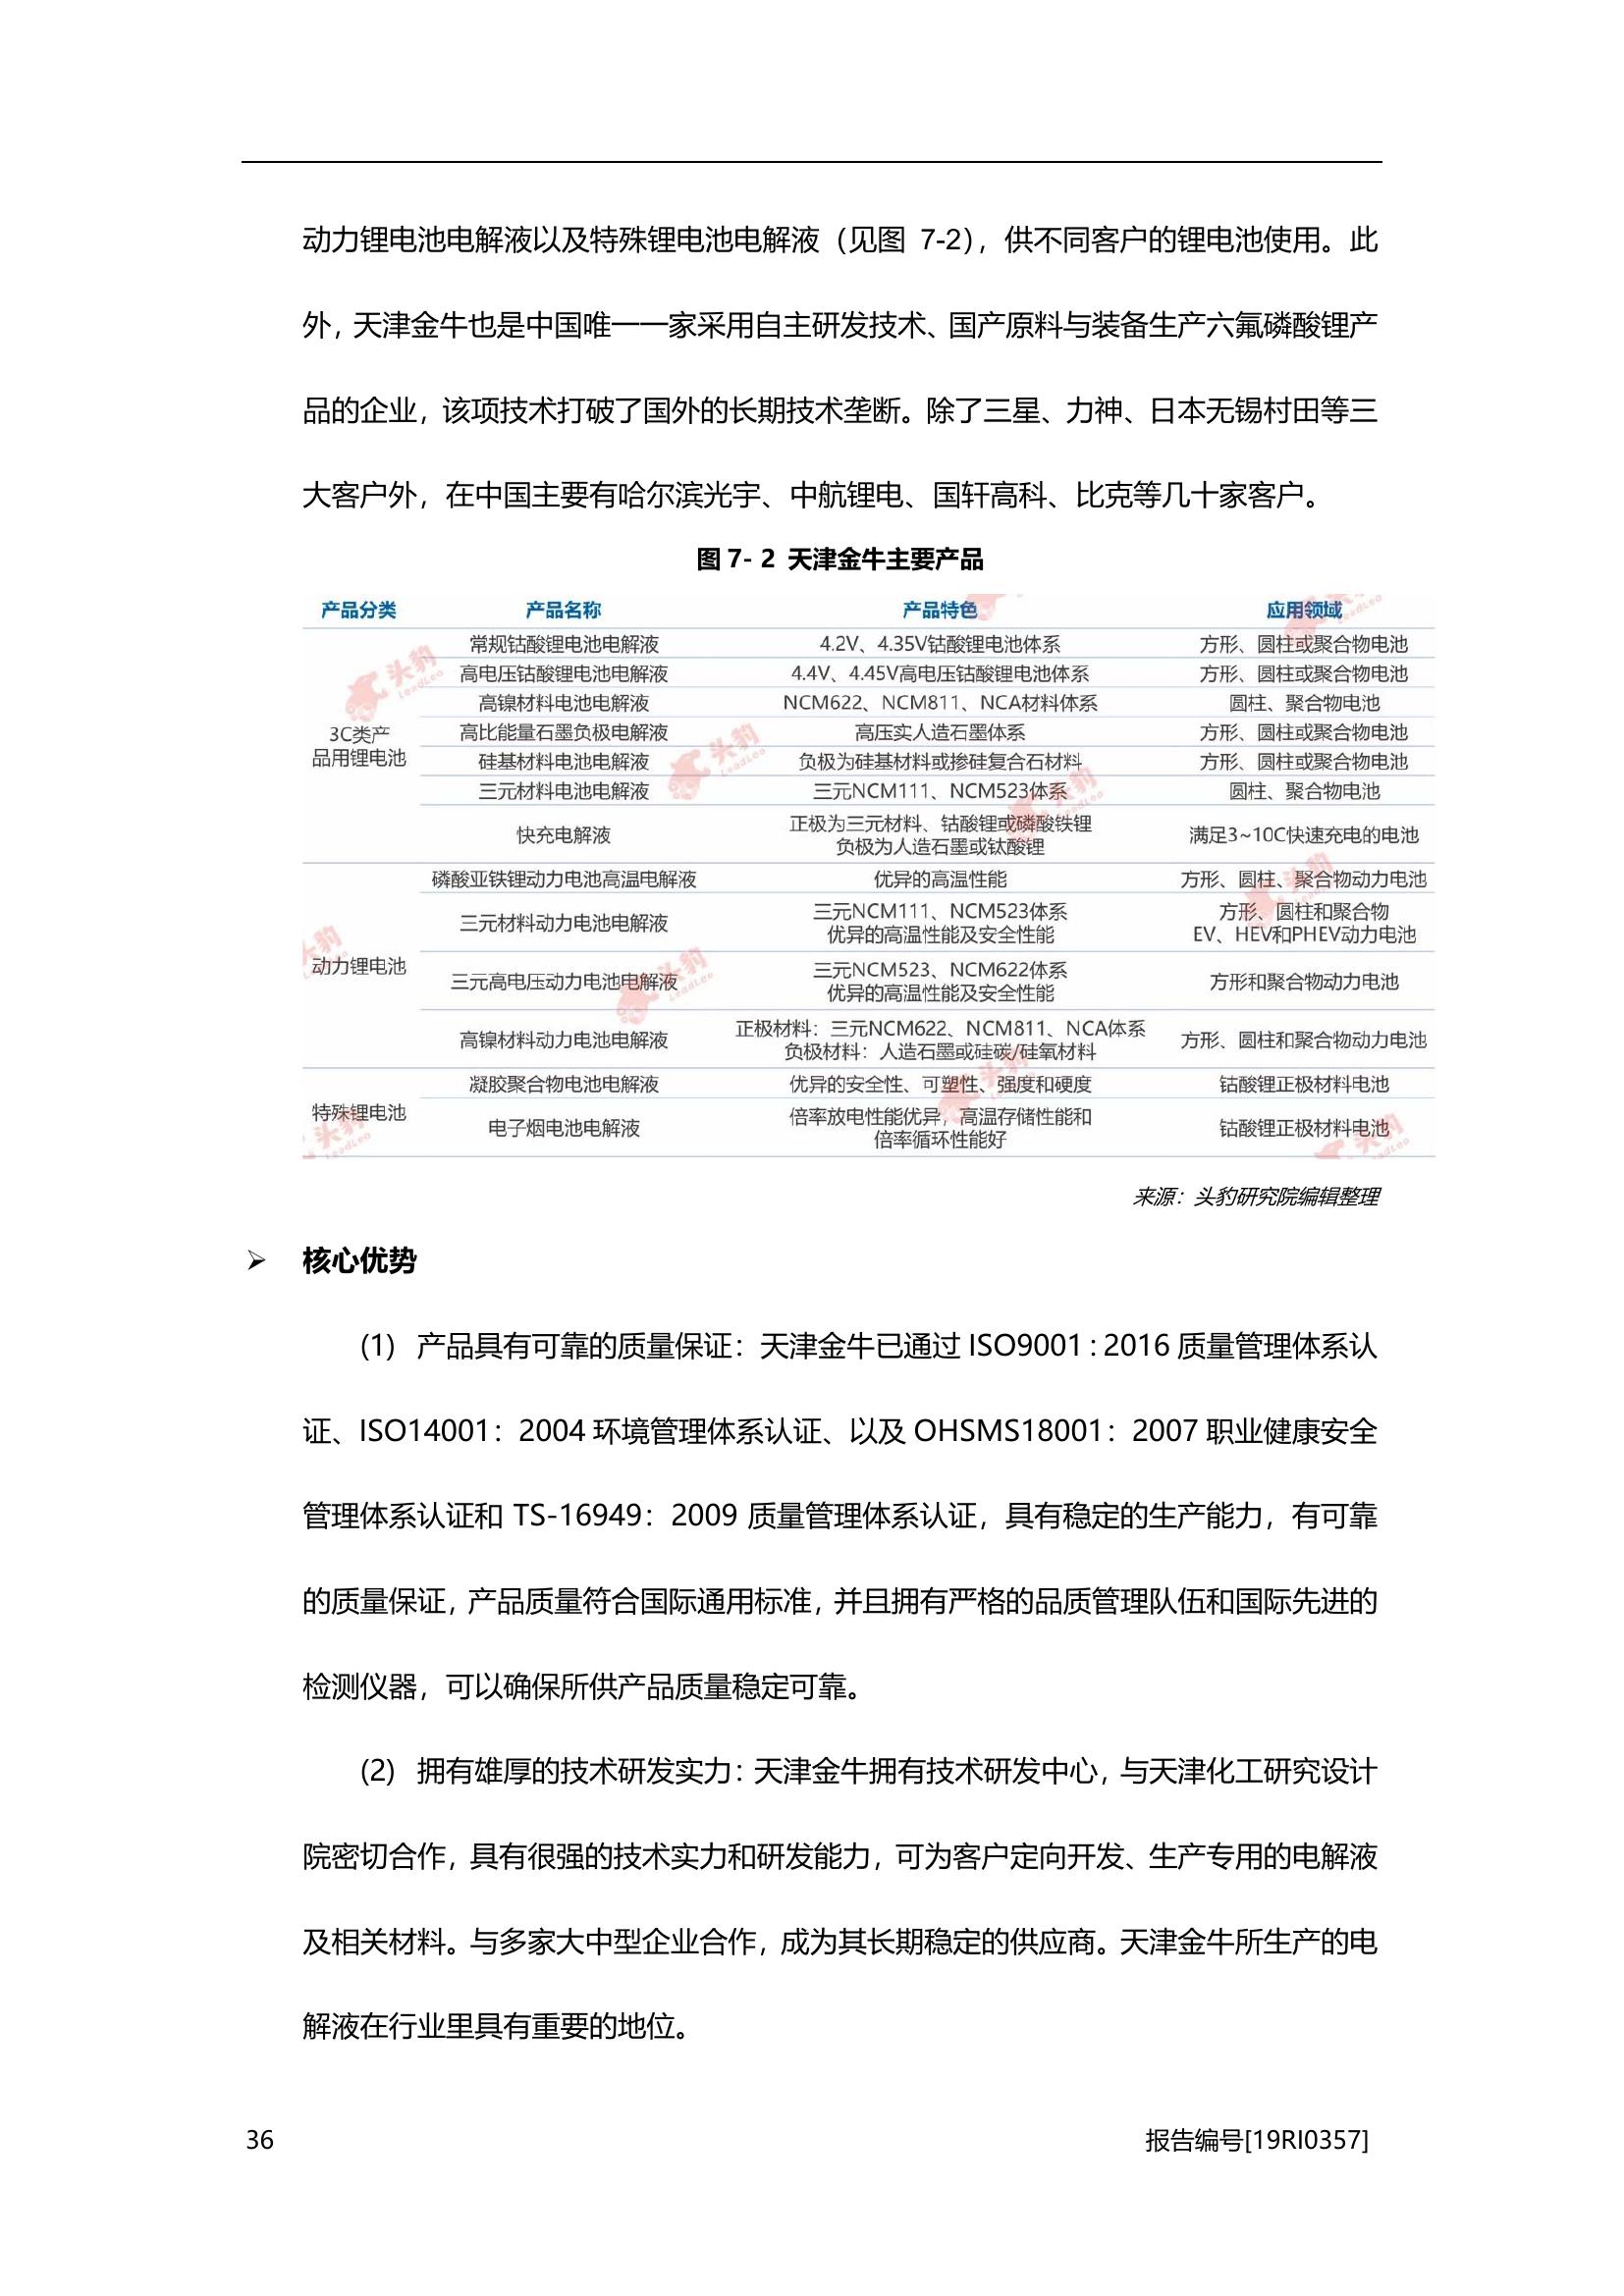 动力锂电池电解液以及特殊锂电池电解液（见图 7-2），供不同客户的锂电池使用。此
外，天津金牛也是中国唯一一家采用自主研发技术、国产原料与装备生产六氟磷酸锂产
品的企业，该项技术打破了国外的长期技术垄断。除了三星、力神、日本无锡村田等三
大客户外，在中国主要有哈尔滨光宇、中航锂电、国轩高科、比克等几十家客户。
图 7- 2 天津金牛主要产品
产品分类 产品名称 产品特色 应用领域
常规钴酸锂电池电解液 4.2V、4.35V钴酸锂电池体系 方形、圆柱或聚合物电池
高电压钴酸锂电池电解液 4.4V、4.45V高电压钴酸锂电池体系 方形、圆柱或聚合物电池
高镍材料电池电解液 NCM622、NCM811、NCA材料体系 圆柱、聚合物电池
3C类产
品用锂电池
高比能量石墨负极电解液 高压实人造石墨体系 方形、圆柱或聚合物电池
硅基材料电池电解液 负极为硅基材料或掺硅复合石材料 方形、圆柱或聚合物电池
三元材料电池电解液 三元NCM111、NCM523体系 圆柱、聚合物电池
快充电解液 正极为三元材料、钴酸锂或磷酸铁锂
负极为人造石墨或钛酸锂 满足3~10C快速充电的电池
磷酸亚铁锂动力电池高温电解液 优异的高温性能 方形、圆柱、聚合物动力电池
三元材料动力电池电解液 三元NCM111、NCM523体系
优异的高温性能及安全性能 方形、圆柱和聚合物
EV、HEV和PHEV动力电池
动力锂电池
三元高电压动力电池电解液 三元NCM523、NCM622体系
优异的高温性能及安全性能 方形和聚合物动力电池
高镍材料动力电池电解液 正极材料：三元NCM622、NCM811、NCA体系
负极材料：人造石墨或硅碳/硅氧材料 方形、圆柱和聚合物动力电池
特殊锂电池
凝胶聚合物电池电解液 优异的安全性、可塑性、强度和硬度 钴酸锂正极材料电池
电子烟电池电解液 倍率放电性能优异，高温存储性能和
倍率循环性能好 钴酸锂正极材料电池
头豹
LeadLeo
来源：头豹研究院编辑整理
➢ 核心优势
(1) 产品具有可靠的质量保证：天津金牛已通过 ISO9001：2016 质量管理体系认
证、ISO14001：2004 环境管理体系认证、以及 OHSMS18001：2007 职业健康安全
管理体系认证和 TS-16949：2009 质量管理体系认证，具有稳定的生产能力，有可靠
的质量保证，产品质量符合国际通用标准，并且拥有严格的品质管理队伍和国际先进的
检测仪器，可以确保所供产品质量稳定可靠。
(2) 拥有雄厚的技术研发实力：天津金牛拥有技术研发中心，与天津化工研究设计
院密切合作，具有很强的技术实力和研发能力，可为客户定向开发、生产专用的电解液
及相关材料。与多家大中型企业合作，成为其长期稳定的供应商。天津金牛所生产的电
解液在行业里具有重要的地位。
36 报告编号[19RI0357]